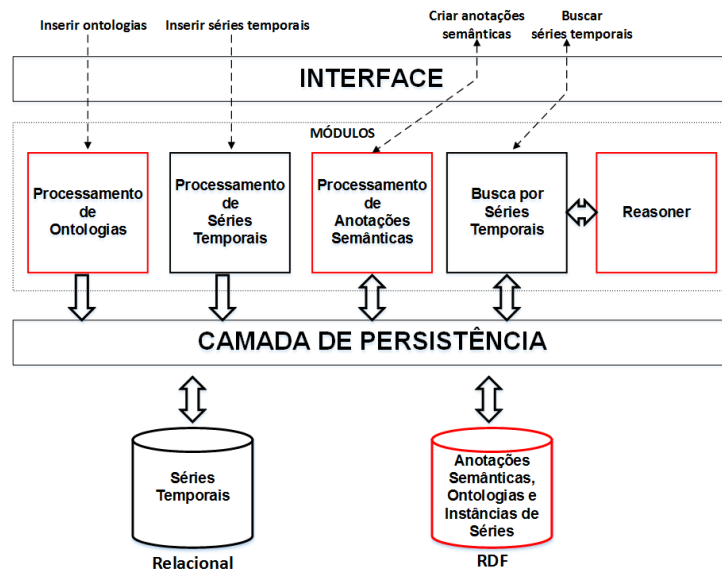 Inserir ontologias
Inserir séries temporais
Criar anotações
semânticas
Buscar
séries temporais
INTERFACE
MÓDULOS
Processamento
de
Ontologias
Processamento
de
Séries
Temporais
Processamento
de
Anotações
Semânticas
Busca por
Séries
Temporais
Reasoner
CAMADA DE PERSISTÊNCIA
Séries
Temporais
Relacional
Anotações
Semânticas,
Ontologias e
Instâncias de
Séries
RDF